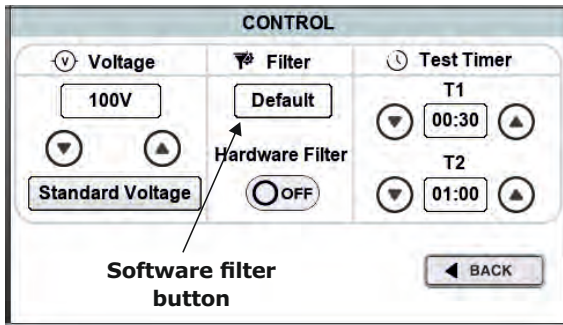 CONTROL
V Voltage
Filter
Test Timer
100V
Default
T1
00:30
Hardware Filter
T2
Standard Voltage
OFF
01:00
Software filter
button
BACK